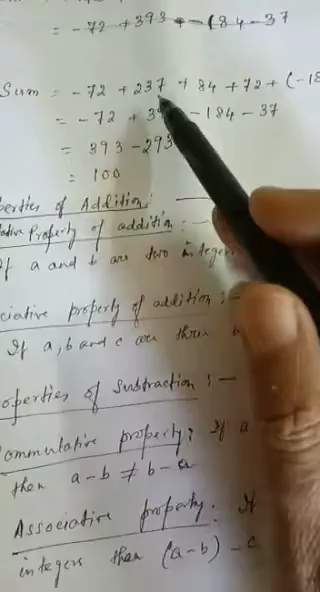 = -72 + 393 - 184 - 37
Sum = -72 + 237 + 84 + 72 + (-18
= -72 + 3 - 184 - 37
= 393 - 293
= 100
perties of Addition: —
tative Property of addition: —
If a and b are two integers
ciative property of addition: —
If a, b and c are three
operties of Subtraction: —
Commutative property: If a
then a-b ≠ b-a
Associative property: If
integers then (a-b) - c